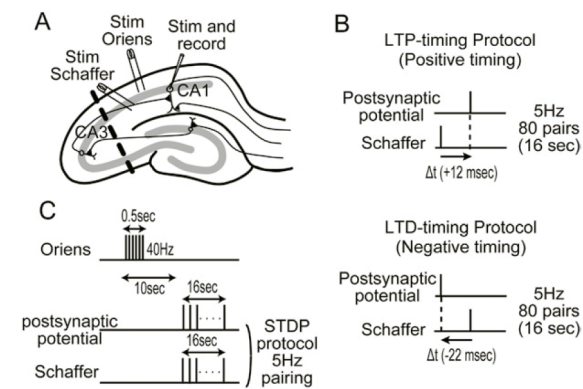 A
Stim
Oriens
Stim and
record
Stim
Schaffer
CA1
CA3
B
LTP-timing Protocol
(Positive timing)
Postsynaptic
potential
Schaffer
5Hz
80 pairs
(16 sec)
Δt (+12 msec)
LTD-timing Protocol
(Negative timing)
Postsynaptic
potential
Schaffer
5Hz
80 pairs
(16 sec)
Δt (-22 msec)
C
0.5sec
Oriens
40Hz
10sec
16sec
postsynaptic
potential
16sec
Schaffer
STDP
protocol
5Hz
pairing